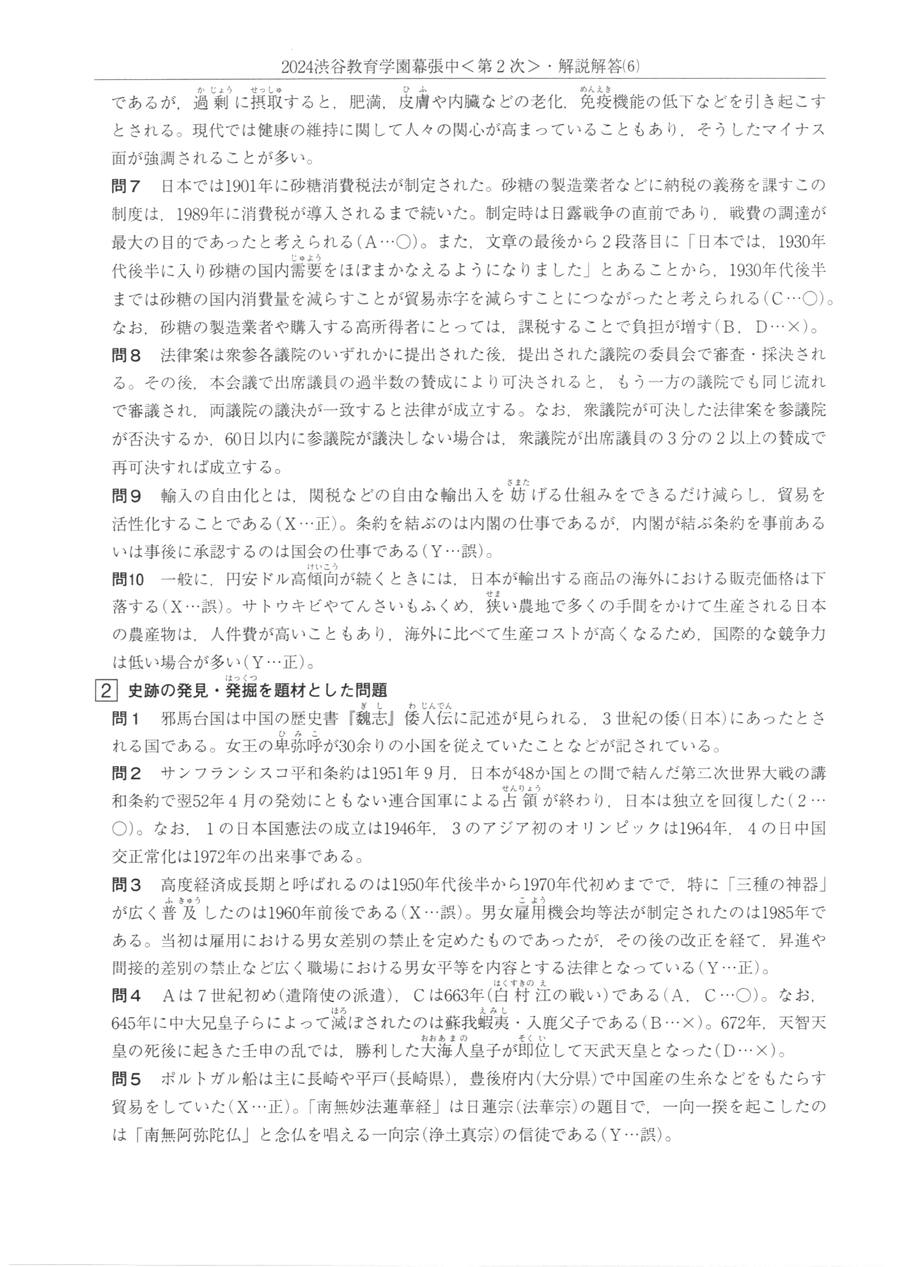 2024渋谷教育学園幕張中＜第２次＞・解説解答(6)
であるが，過剰に摂取すると，肥満，皮膚や内臓などの老化，免疫機能の低下などを引き起こす
とされる。現代では健康の維持に関して人々の関心が高まっていることもあり，そうしたマイナス
面が強調されることが多い。
問７　日本では1901年に砂糖消費税法が制定された。砂糖の製造業者などに納税の義務を課すこの
制度は，1989年に消費税が導入されるまで続いた。制定時は日露戦争の直前であり，戦費の調達が
最大の目的であったと考えられる(Ａ…○)。また，文章の最後から２段落目に「日本では，1930年
代後半に入り砂糖の国内需要をほぼまかなえるようになりました」とあることから，1930年代後半
までは砂糖の国内消費量を減らすことが貿易赤字を減らすことにつながったと考えられる(Ｃ…○)。
なお，砂糖の製造業者や購入する高所得者にとっては，課税することで負担が増す(Ｂ，Ｄ…×)。
問８　法律案は衆参各議院のいずれかに提出された後，提出された議院の委員会で審査・採決され
る。その後，本会議で出席議員の過半数の賛成により可決されると，もう一方の議院でも同じ流れ
で審議され，両議院の議決が一致すると法律が成立する。なお，衆議院が可決した法律案を参議院
が否決するか，60日以内に参議院が議決しない場合は，衆議院が出席議員の３分の２以上の賛成で
再可決すれば成立する。
問９　輸入の自由化とは，関税などの自由な輸出入を妨げる仕組みをできるだけ減らし，貿易を
活性化することである(Ｘ…正)。条約を結ぶのは内閣の仕事であるが，内閣が結ぶ条約を事前ある
いは事後に承認するのは国会の仕事である(Ｙ…誤)。
問10　一般に，円安ドル高傾向が続くときには，日本が輸出する商品の海外における販売価格は下
落する(Ｘ…誤)。サトウキビやてんさいもふくめ，狭い農地で多くの手間をかけて生産される日本
の農産物は，人件費が高いこともあり，海外に比べて生産コストが高くなるため，国際的な競争力
は低い場合が多い(Ｙ…正)。
２　史跡の発見・発掘を題材とした問題
問１　邪馬台国は中国の歴史書『魏志』倭人伝に記述が見られる，３世紀の倭(日本)にあったとさ
れる国である。女王の卑弥呼が30余りの小国を従えていたことなどが記されている。
問２　サンフランシスコ平和条約は1951年９月，日本が48か国との間で結んだ第二次世界大戦の講
和条約で翌52年４月の発効にともない連合国軍による占領が終わり，日本は独立を回復した(２…
○)。なお，１の日本国憲法の成立は1946年，３のアジア初のオリンピックは1964年，４の日中国
交正常化は1972年の出来事である。
問３　高度経済成長期と呼ばれるのは1950年代後半から1970年代初めまでで，特に「三種の神器」
が広く普及したのは1960年前後である(Ｘ…誤)。男女雇用機会均等法が制定されたのは1985年で
ある。当初は雇用における男女差別の禁止を定めたものであったが，その後の改正を経て，昇進や
間接的差別の禁止など広く職場における男女平等を内容とする法律となっている(Ｙ…正)。
問４　Ａは７世紀初め(遣隋使の派遣)，Ｃは663年(白村江の戦い)である(Ａ，Ｃ…○)。なお，
645年に中大兄皇子らによって滅ぼされたのは蘇我蝦夷・入鹿父子である(Ｂ…×)。672年，天智天
皇の死後に起きた壬申の乱では，勝利した大海人皇子が即位して天武天皇となった(Ｄ…×)。
問５　ポルトガル船は主に長崎や平戸(長崎県)，豊後府内(大分県)で中国産の生糸などをもたらす
貿易をしていた(Ｘ…正)。「南無妙法蓮華経」は日蓮宗(法華宗)の題目で，一向一揆を起こしたの
は「南無阿弥陀仏」と念仏を唱える一向宗(浄土真宗)の信徒である(Ｙ…誤)。